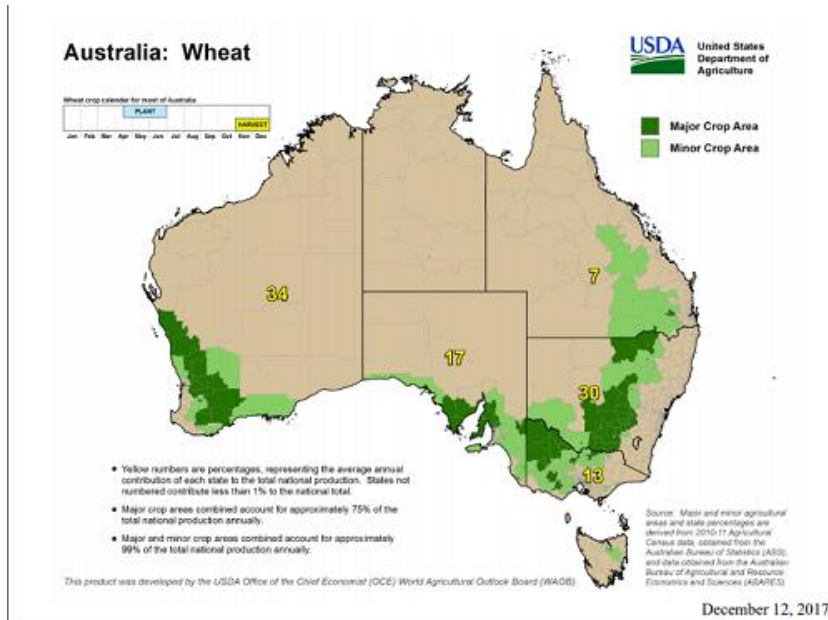 Australia: Wheat
USDA
United States
Department of
Agriculture
Wheat crop calendar for most of Australia
PLANT
HARVEST
Jan Feb Mar Apr May Jun Jul Aug Sep Oct Nov Dec
Major Crop Area
Minor Crop Area
7
34
17
30
13
• Yellow numbers are percentages, representing the average annual
contribution of each state to the total national production. States not
numbered contribute less than 1% to the national total.
• Major crop areas combined account for approximately 75% of the
total national production annually.
• Major and minor crop areas combined account for approximately
99% of the total national production annually.
Source: Major and minor agricultural
areas and state percentages are
derived from 2010-11 Agricultural
Census data, obtained from the
Australian Bureau of Statistics (ABS),
and data obtained from the Australian
Bureau of Agricultural and Resource
Economics and Sciences (ABARES).
This product was developed by the USDA Office of the Chief Economist (OCE) World Agricultural Outlook Board (WAOB).
December 12, 2017